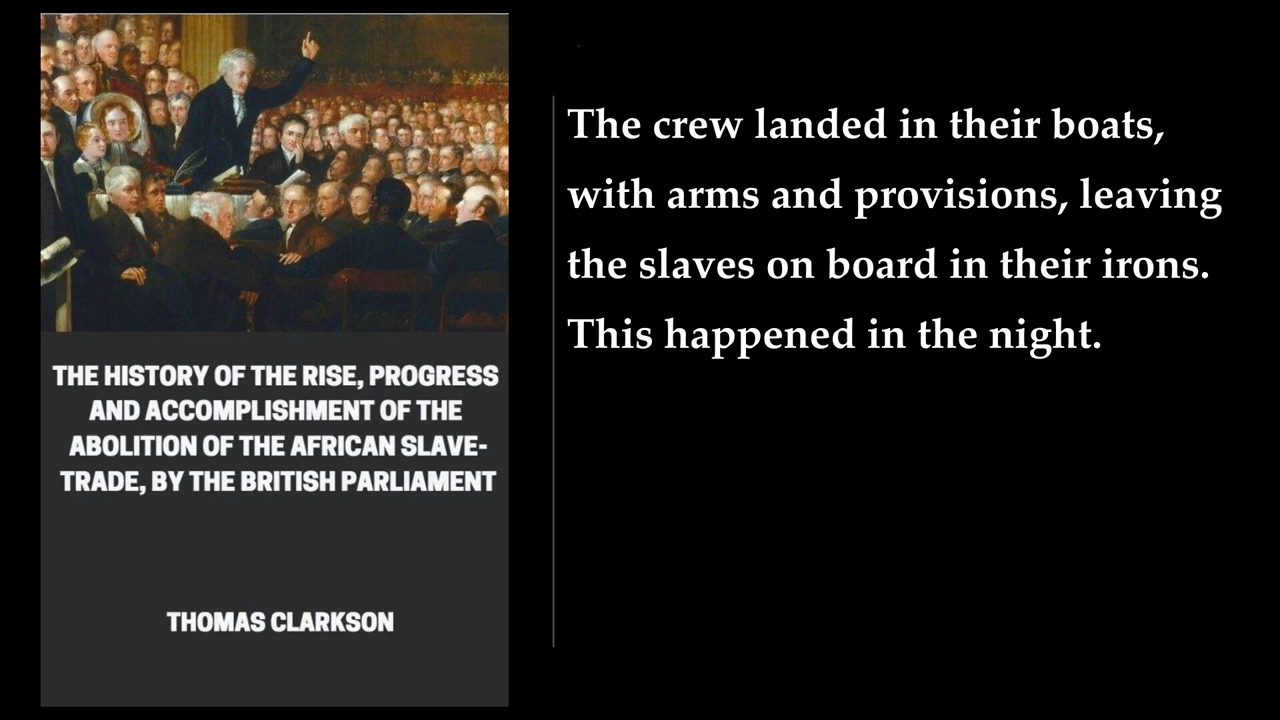 THE HISTORY OF THE RISE, PROGRESS
AND ACCOMPLISHMENT OF THE
ABOLITION OF THE AFRICAN SLAVE-
TRADE, BY THE BRITISH PARLIAMENT
THOMAS CLARKSON
The crew landed in their boats,
with arms and provisions, leaving
the slaves on board in their irons.
This happened in the night.